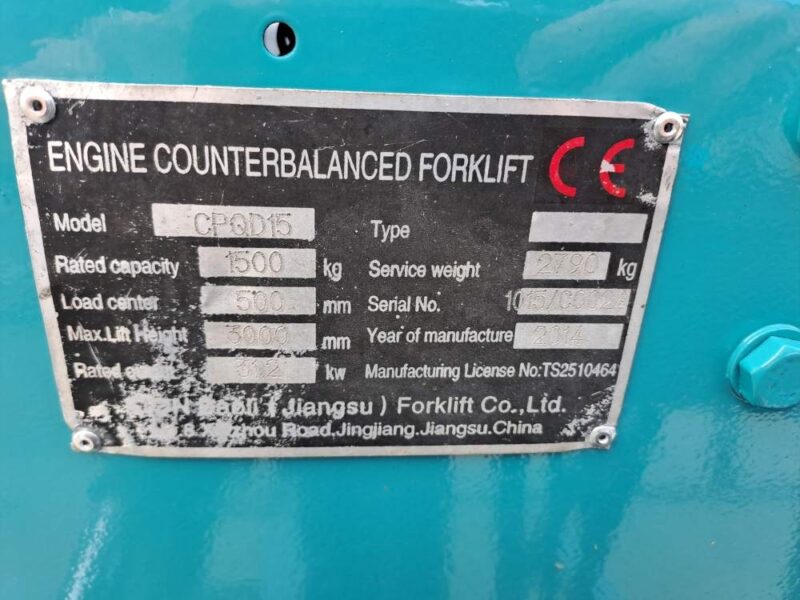 ENGINE COUNTERBALANCED FORKLIFT CE
Model CPQD15 Type
Rated capacity 1500 kg Service weight 2790 kg
Load center 500 mm Serial No.
Max.Lift Height 3000 mm Year of manufacture 2014
Rated kw Manufacturing License No:TS2510464
(Jiangsu) Forklift Co.,Ltd.
Road.Jingjiang.Jiangsu.China